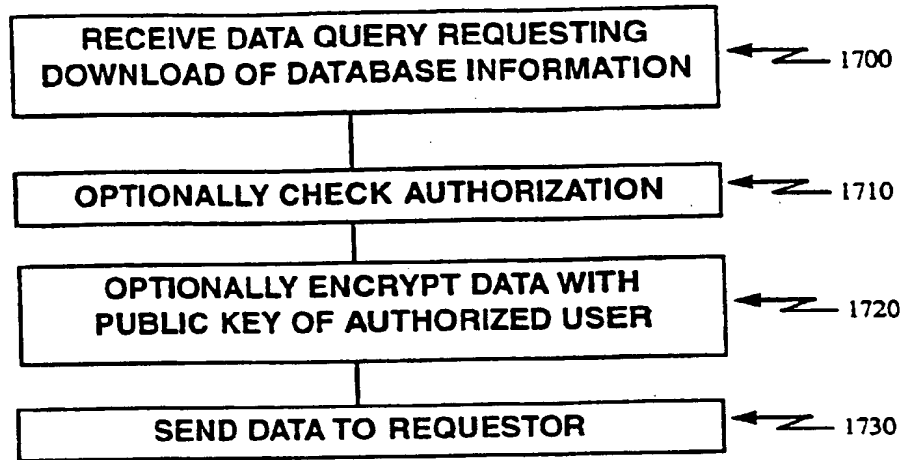 RECEIVE DATA QUERY REQUESTING
DOWNLOAD OF DATABASE INFORMATION
1700
OPTIONALLY CHECK AUTHORIZATION
1710
OPTIONALLY ENCRYPT DATA WITH
PUBLIC KEY OF AUTHORIZED USER
1720
SEND DATA TO REQUESTOR
1730